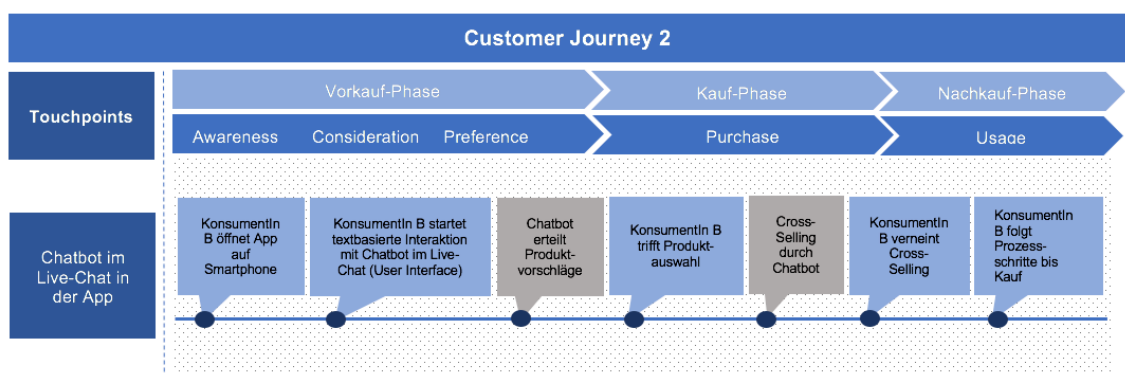 Customer Journey 2
Touchpoints
Vorkauf-Phase
Kauf-Phase
Nachkauf-Phase
Awareness
Consideration
Preference
Purchase
Usage
Chatbot im
Live-Chat in
der App
KonsumentIn
B öffnet App
auf
Smartphone
KonsumentIn B startet
textbasierte Interaktion
mit Chatbot im Live-
Chat (User Interface)
Chatbot
erteilt
Produkt-
vorschläge
KonsumentIn B
trifft Produkt-
auswahl
Cross-
Selling
durch
Chatbot
KonsumentIn
B verneint
Cross-
Selling
KonsumentIn
B folgt
Prozess-
schritte bis
Kauf